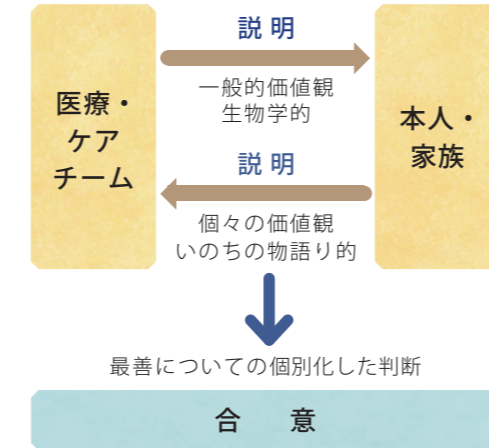 説明
一般的価値観
生物学的
医療・
ケア
チーム
本人・
家族
説明
個々の価値観
いのちの物語り的
最善についての個別化した判断
合意